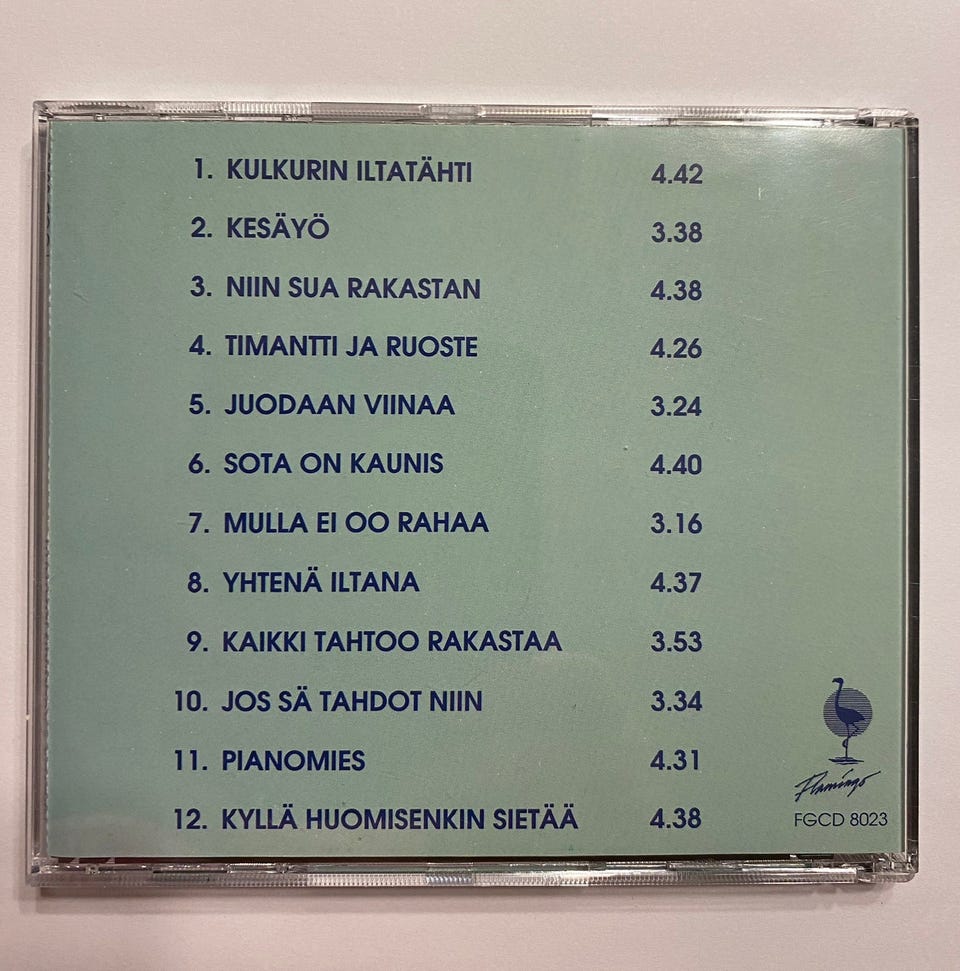 1. KULKURIN ILTATÄHTI 4.42
2. KESÄYÖ 3.38
3. NIIN SUA RAKASTAN 4.38
4. TIMANTTI JA RUOSTE 4.26
5. JUODAAN VIINAA 3.24
6. SOTA ON KAUNIS 4.40
7. MULLA EI OO RAHAA 3.16
8. YHTENÄ ILTANA 4.37
9. KAIKKI TAHTOO RAKASTAA 3.53
10. JOS SÄ TAHDOT NIIN 3.34
11. PIANOMIES 4.31
12. KYLLÄ HUOMISENKIN SIETÄÄ 4.38
Flamingo
FGCD 8023